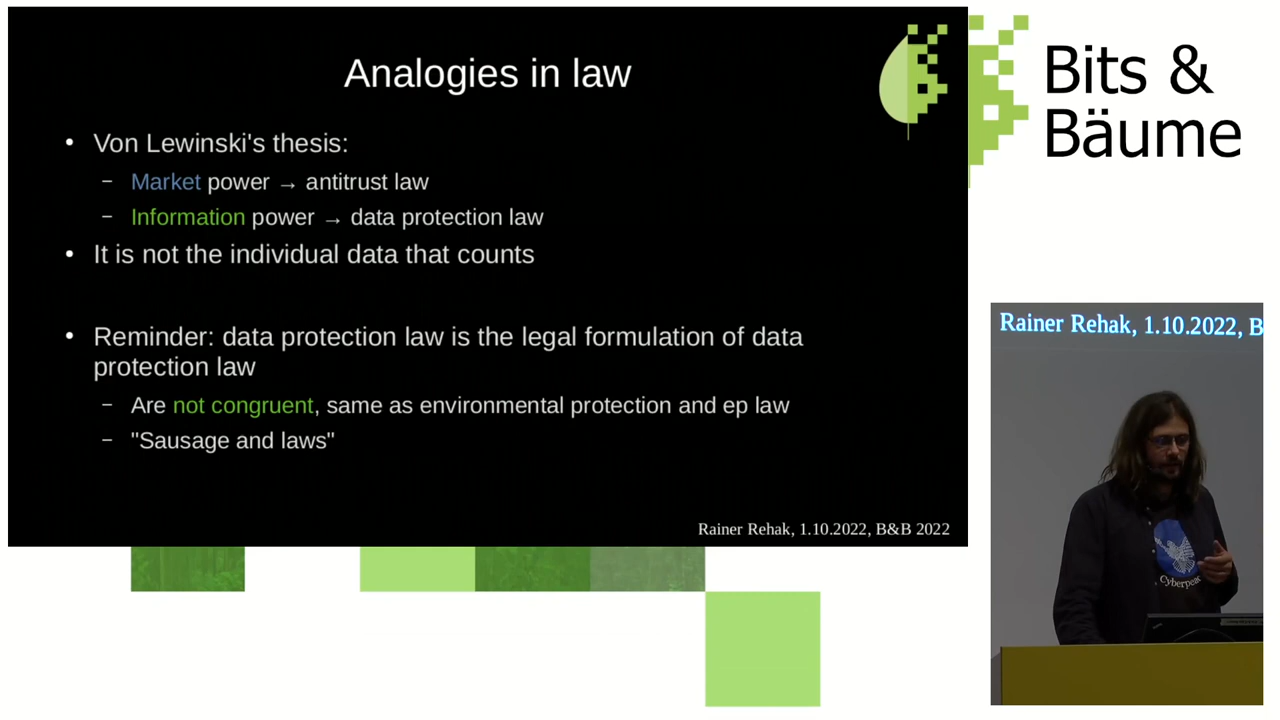 Analogies in law
• Von Lewinski's thesis:
– Market power → antitrust law
– Information power → data protection law
• It is not the individual data that counts
• Reminder: data protection law is the legal formulation of data
protection law
– Are not congruent, same as environmental protection and ep law
– "Sausage and laws"
Rainer Rehak, 1.10.2022, B&B 2022
Bits &
Bäume
Rainer Rehak, 1.10.2022, B
Cyberpeac